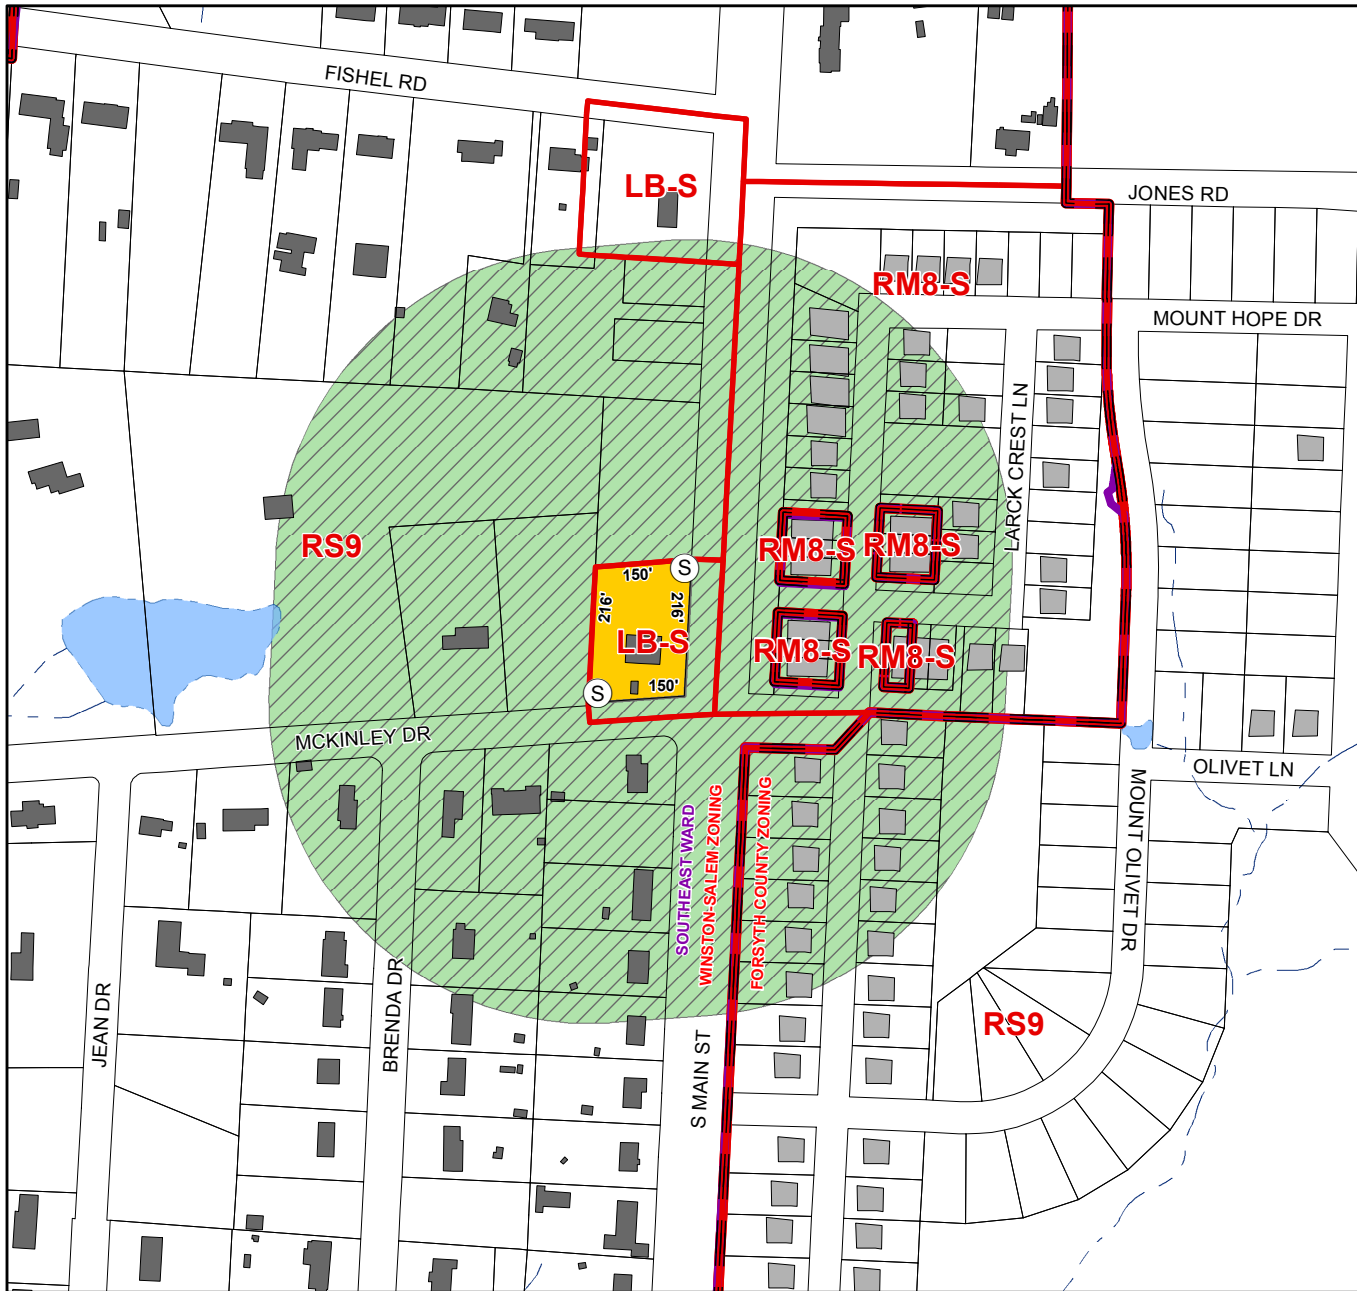 FISHEL RD
LB-S
JONES RD
RM8-S
MOUNT HOPE DR
LARCK CREST LN
RS9
RM8-S
RM8-S
S
150'
216'
216'
LB-S
RM8-S
RM8-S
S
150'
MCKINLEY DR
OLIVET LN
MOUNT OLIVET DR
SOUTHEAST WARD
WINSTON-SALEM ZONING
FORSYTH COUNTY ZONING
JEAN DR
BRENDA DR
S MAIN ST
RS9